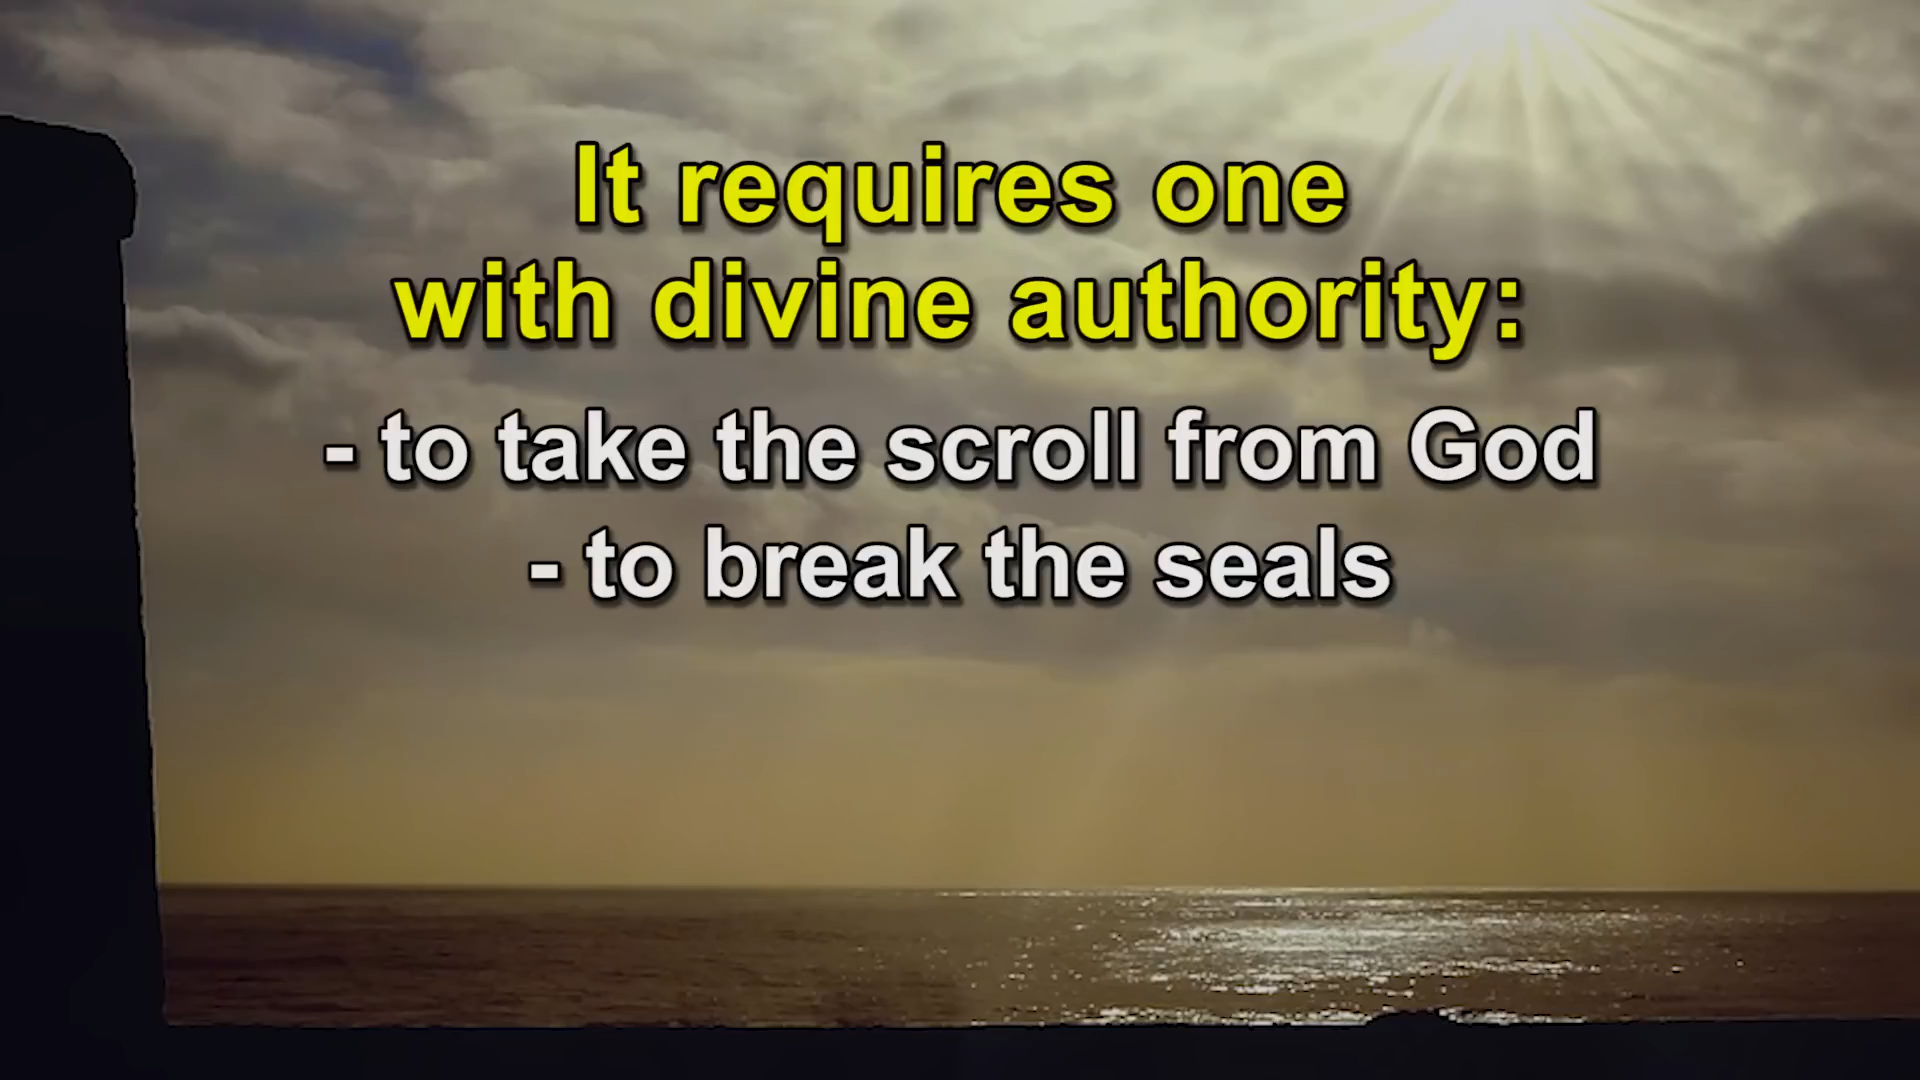 It requires one
with divine authority:
- to take the scroll from God
- to break the seals